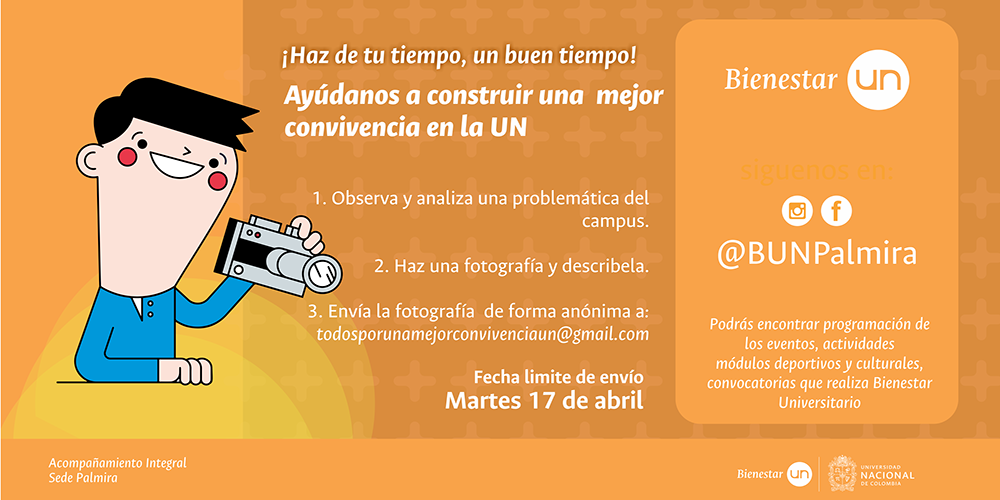 ¡Haz de tu tiempo, un buen tiempo!
Ayúdanos a construir una mejor
convivencia en la UN
1. Observa y analiza una problemática del
campus.
2. Haz una fotografía y describela.
3. Envía la fotografía de forma anónima a:
todosporunamejorconvivenciaun@gmail.com
Fecha limite de envío
Martes 17 de abril
Bienestar un
síguenos en:
@BUNPalmira
Podrás encontrar programación de
los eventos, actividades
módulos deportivos y culturales,
convocatorias que realiza Bienestar
Universitario
Acompañamiento Integral
Sede Palmira
Bienestar un
UNIVERSIDAD
NACIONAL
DE COLOMBIA